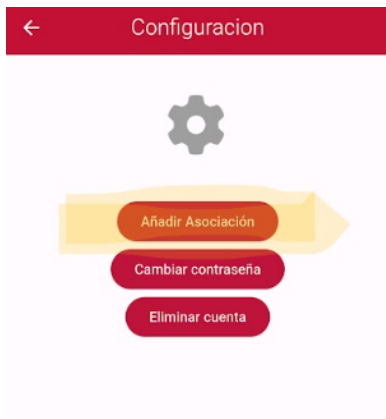 Configuracion
Añadir Asociación
Cambiar contraseña
Eliminar cuenta